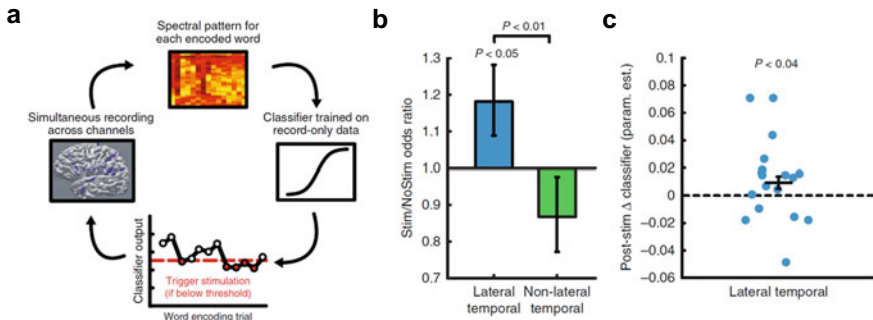 a
Spectral pattern for
each encoded word
Simultaneous recording
across channels
Classifier trained on
record-only data
Classifier output
Trigger stimulation
(if below threshold)
Word encoding trial
b
P < 0.01
P < 0.05
Stim/NoStim odds ratio
1.3
1.2
1.1
1.0
0.9
0.8
0.7
Lateral
temporal
Non-lateral
temporal
c
P < 0.04
Post-stim Δ classifier (param. est.)
0.1
0.08
0.06
0.04
0.02
0
−0.02
−0.04
−0.06
Lateral temporal